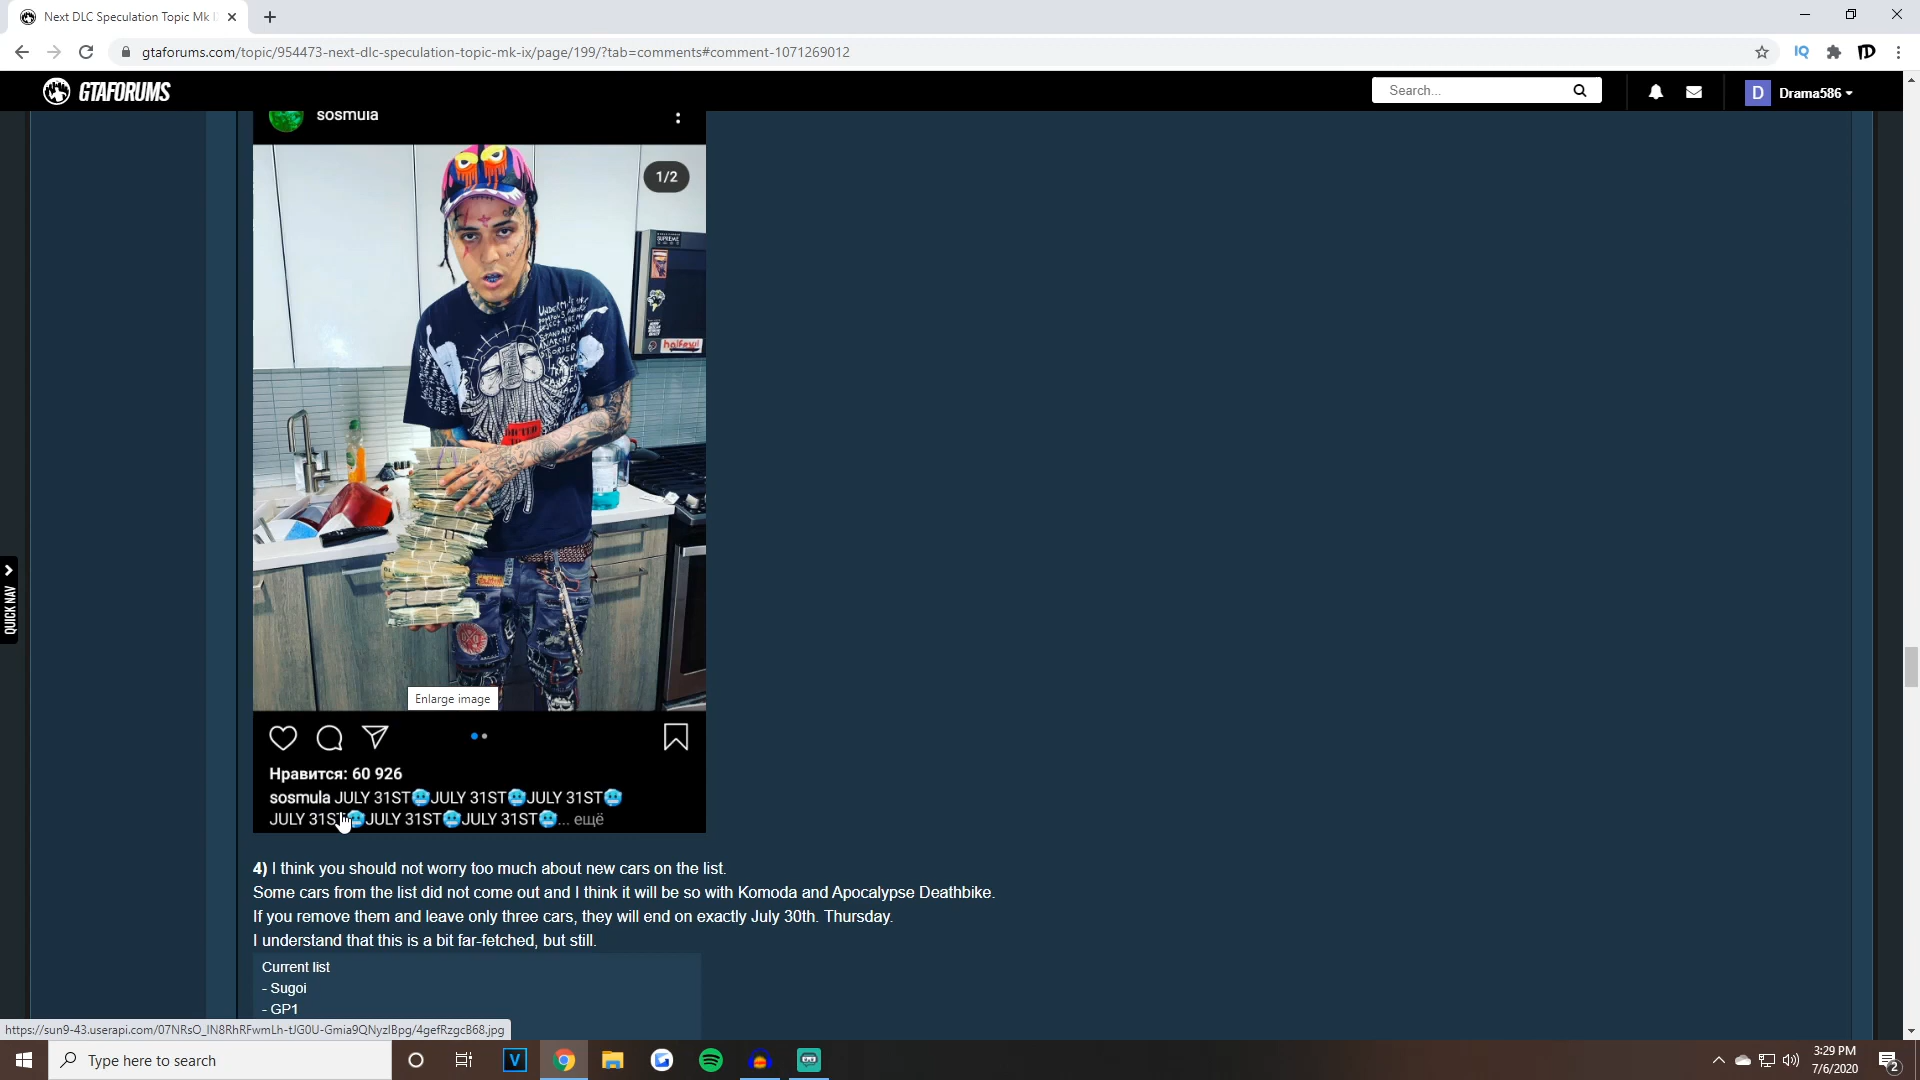 Next DLC Speculation Topic Mk I
gtaforums.com/topic/954473-next-dlc-speculation-topic-mk-ix/page/199/?tab=comments#comment-1071269012
IQ
GTAFORUMS
Search...
D Drama586
sosmula
1/2
SUPREME
halfevil
Enlarge image
QUICK NAV
Нравится: 60 926
sosmula JULY 31ST🥶JULY 31ST🥶JULY 31ST🥶
JULY 31ST🥶JULY 31ST🥶JULY 31ST🥶... ещё
4) I think you should not worry too much about new cars on the list.
Some cars from the list did not come out and I think it will be so with Komoda and Apocalypse Deathbike.
If you remove them and leave only three cars, they will end on exactly July 30th. Thursday.
I understand that this is a bit far-fetched, but still.
Current list
- Sugoi
- GP1
https://sun9-43.userapi.com/07NRsO_IN8RhRFwmLh-tJG0U-Gmia9QNyzIBpg/4gefRzgcB68.jpg
Type here to search
V
3:29 PM
7/6/2020
2